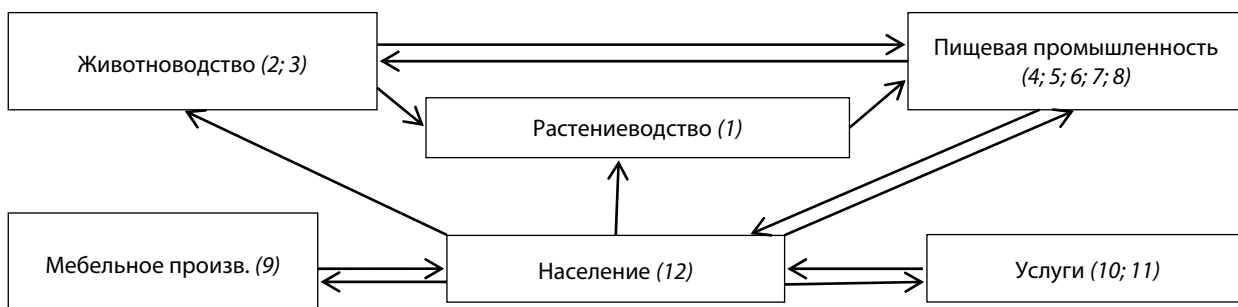 Животноводство (2; 3)
Пищевая промышленность
(4; 5; 6; 7; 8)
Растениеводство (1)
Мебельное произв. (9)
Население (12)
Услуги (10; 11)